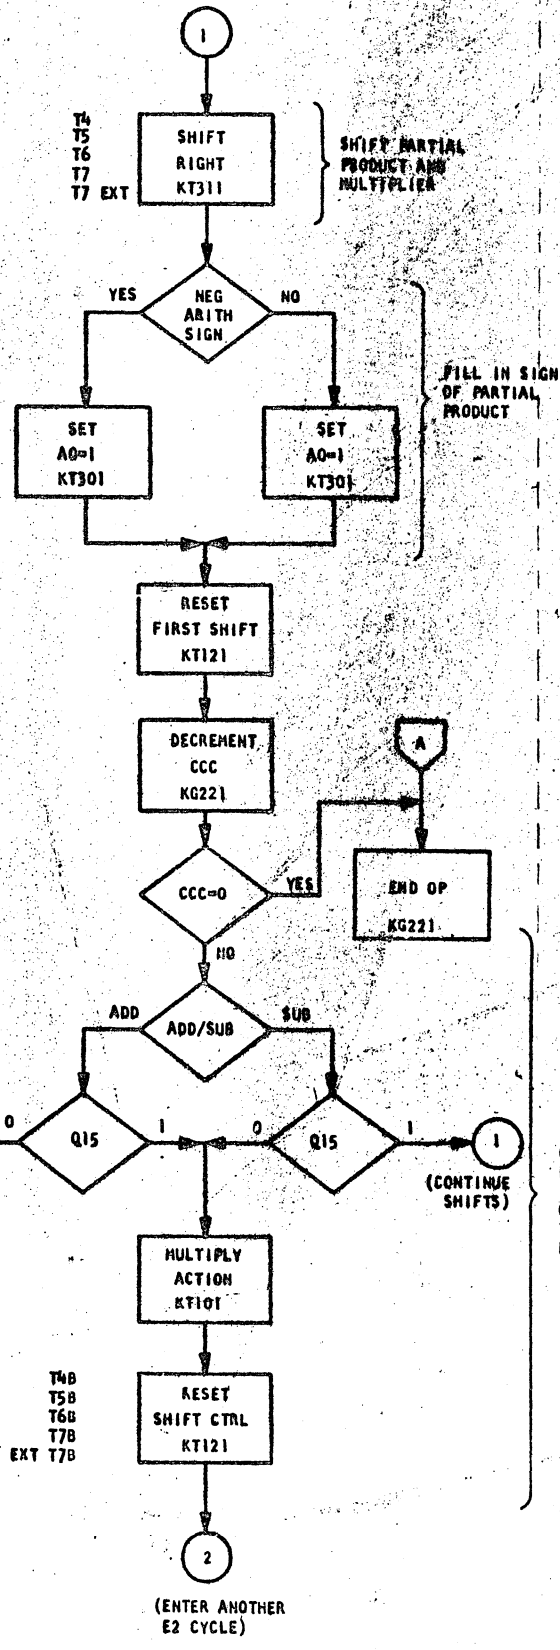 1
T4
T5
T6
T7
T7 EXT
SHIFT
RIGHT
KT311
SHIFT PARTIAL
PRODUCT AND
MULTIPLIER
YES
NEG
ARITH
SIGN
NO
SET
A0=1
KT301
SET
A0=1
KT301
FILL IN SIGN
OF PARTIAL
PRODUCT
RESET
FIRST SHIFT
KT121
DECREMENT
CCC
KG221
A
CCC=0
YES
END OP
KG221
NO
ADD
ADD/SUB
SUB
0
Q15
1
0
Q15
1
1
(CONTINUE
SHIFTS)
MULTIPLY
ACTION
KT101
T4B
T5B
T6B
T7B
EXT T7B
RESET
SHIFT CTRL
KT121
2
(ENTER ANOTHER
E2 CYCLE)